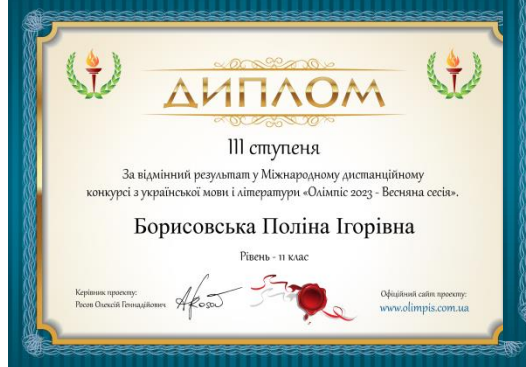 ДИПЛОМ
III ступеня
За відмінний результат у Міжнародному дистанційному
конкурсі з української мови і літератури «Олімпіс 2023 - Весняна сесія».
Борисовська Поліна Ігорівна
Рівень - 11 клас
Керівник проекту:
Росов Олексій Геннадійович
Офіційний сайт проекту:
www.olimpis.com.ua